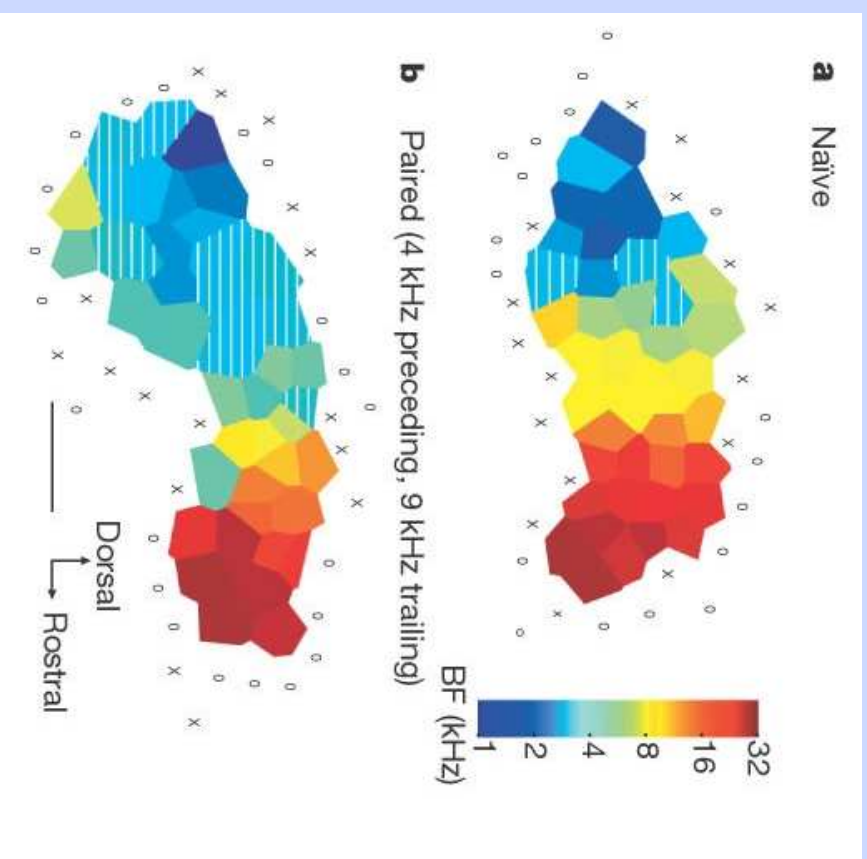 a Naïve
b Paired (4 kHz preceding, 9 kHz trailing)
BF (kHz)
1
2
4
8
16
32
Dorsal
Rostral